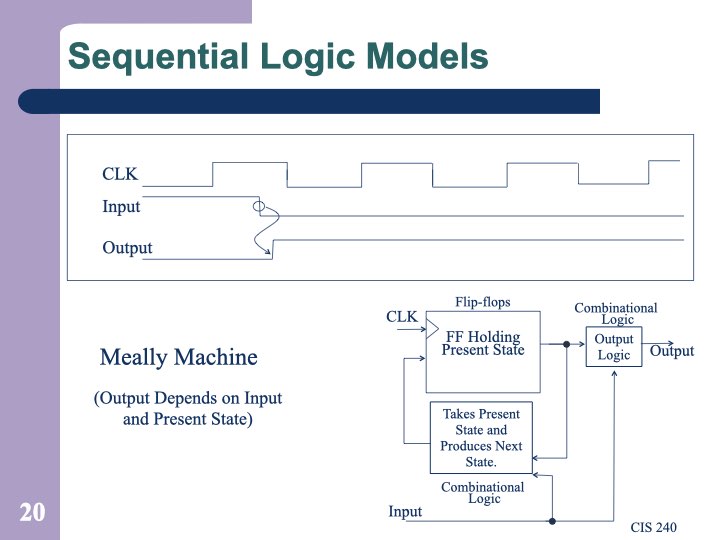 Sequential Logic Models
CLK
Input
Output
Meally Machine
(Output Depends on Input
and Present State)
Flip-flops
CLK
FF Holding
Present State
Combinational
Logic
Output
Logic
Output
Takes Present
State and
Produces Next
State.
Combinational
Logic
Input
20
CIS 240